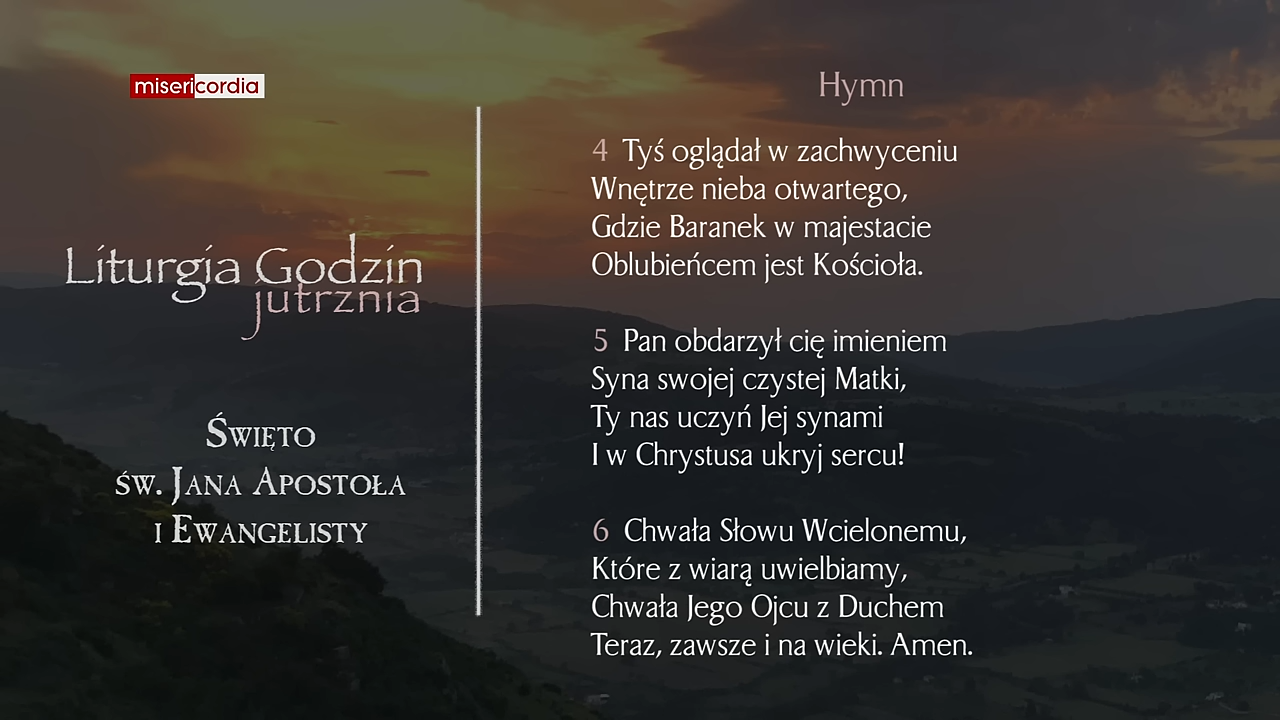 misericordia
Liturgia Godzin
jutrznia
Święto
św. Jana Apostoła
i Ewangelisty
Hymn
4 Tyś oglądał w zachwyceniu
Wnętrze nieba otwartego,
Gdzie Baranek w majestacie
Oblubieńcem jest Kościoła.
5 Pan obdarzył cię imieniem
Syna swojej czystej Matki,
Ty nas uczyń Jej synami
I w Chrystusa ukryj sercu!
6 Chwała Słowu Wcielonemu,
Które z wiarą uwielbiamy,
Chwała Jego Ojcu z Duchem
Teraz, zawsze i na wieki. Amen.